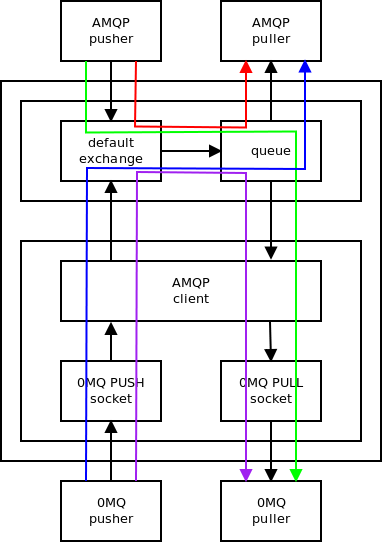 AMQP
pusher
AMQP
puller
default
exchange
queue
AMQP
client
0MQ PUSH
socket
0MQ PULL
socket
0MQ
pusher
0MQ
puller